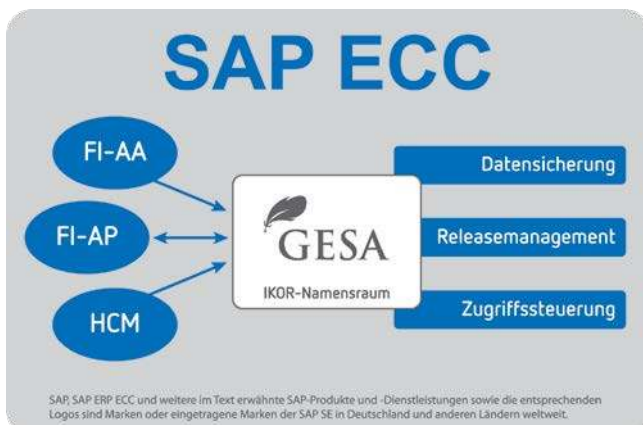 SAP ECC
FI-AA
FI-AP
HCM
GESA
IKOR-Namensraum
Datensicherung
Releasemanagement
Zugriffssteuerung
SAP, SAP ERP ECC und weitere im Text erwähnte SAP-Produkte und -Dienstleistungen sowie die entsprechenden
Logos sind Marken oder eingetragene Marken der SAP SE in Deutschland und anderen Ländern weltweit.